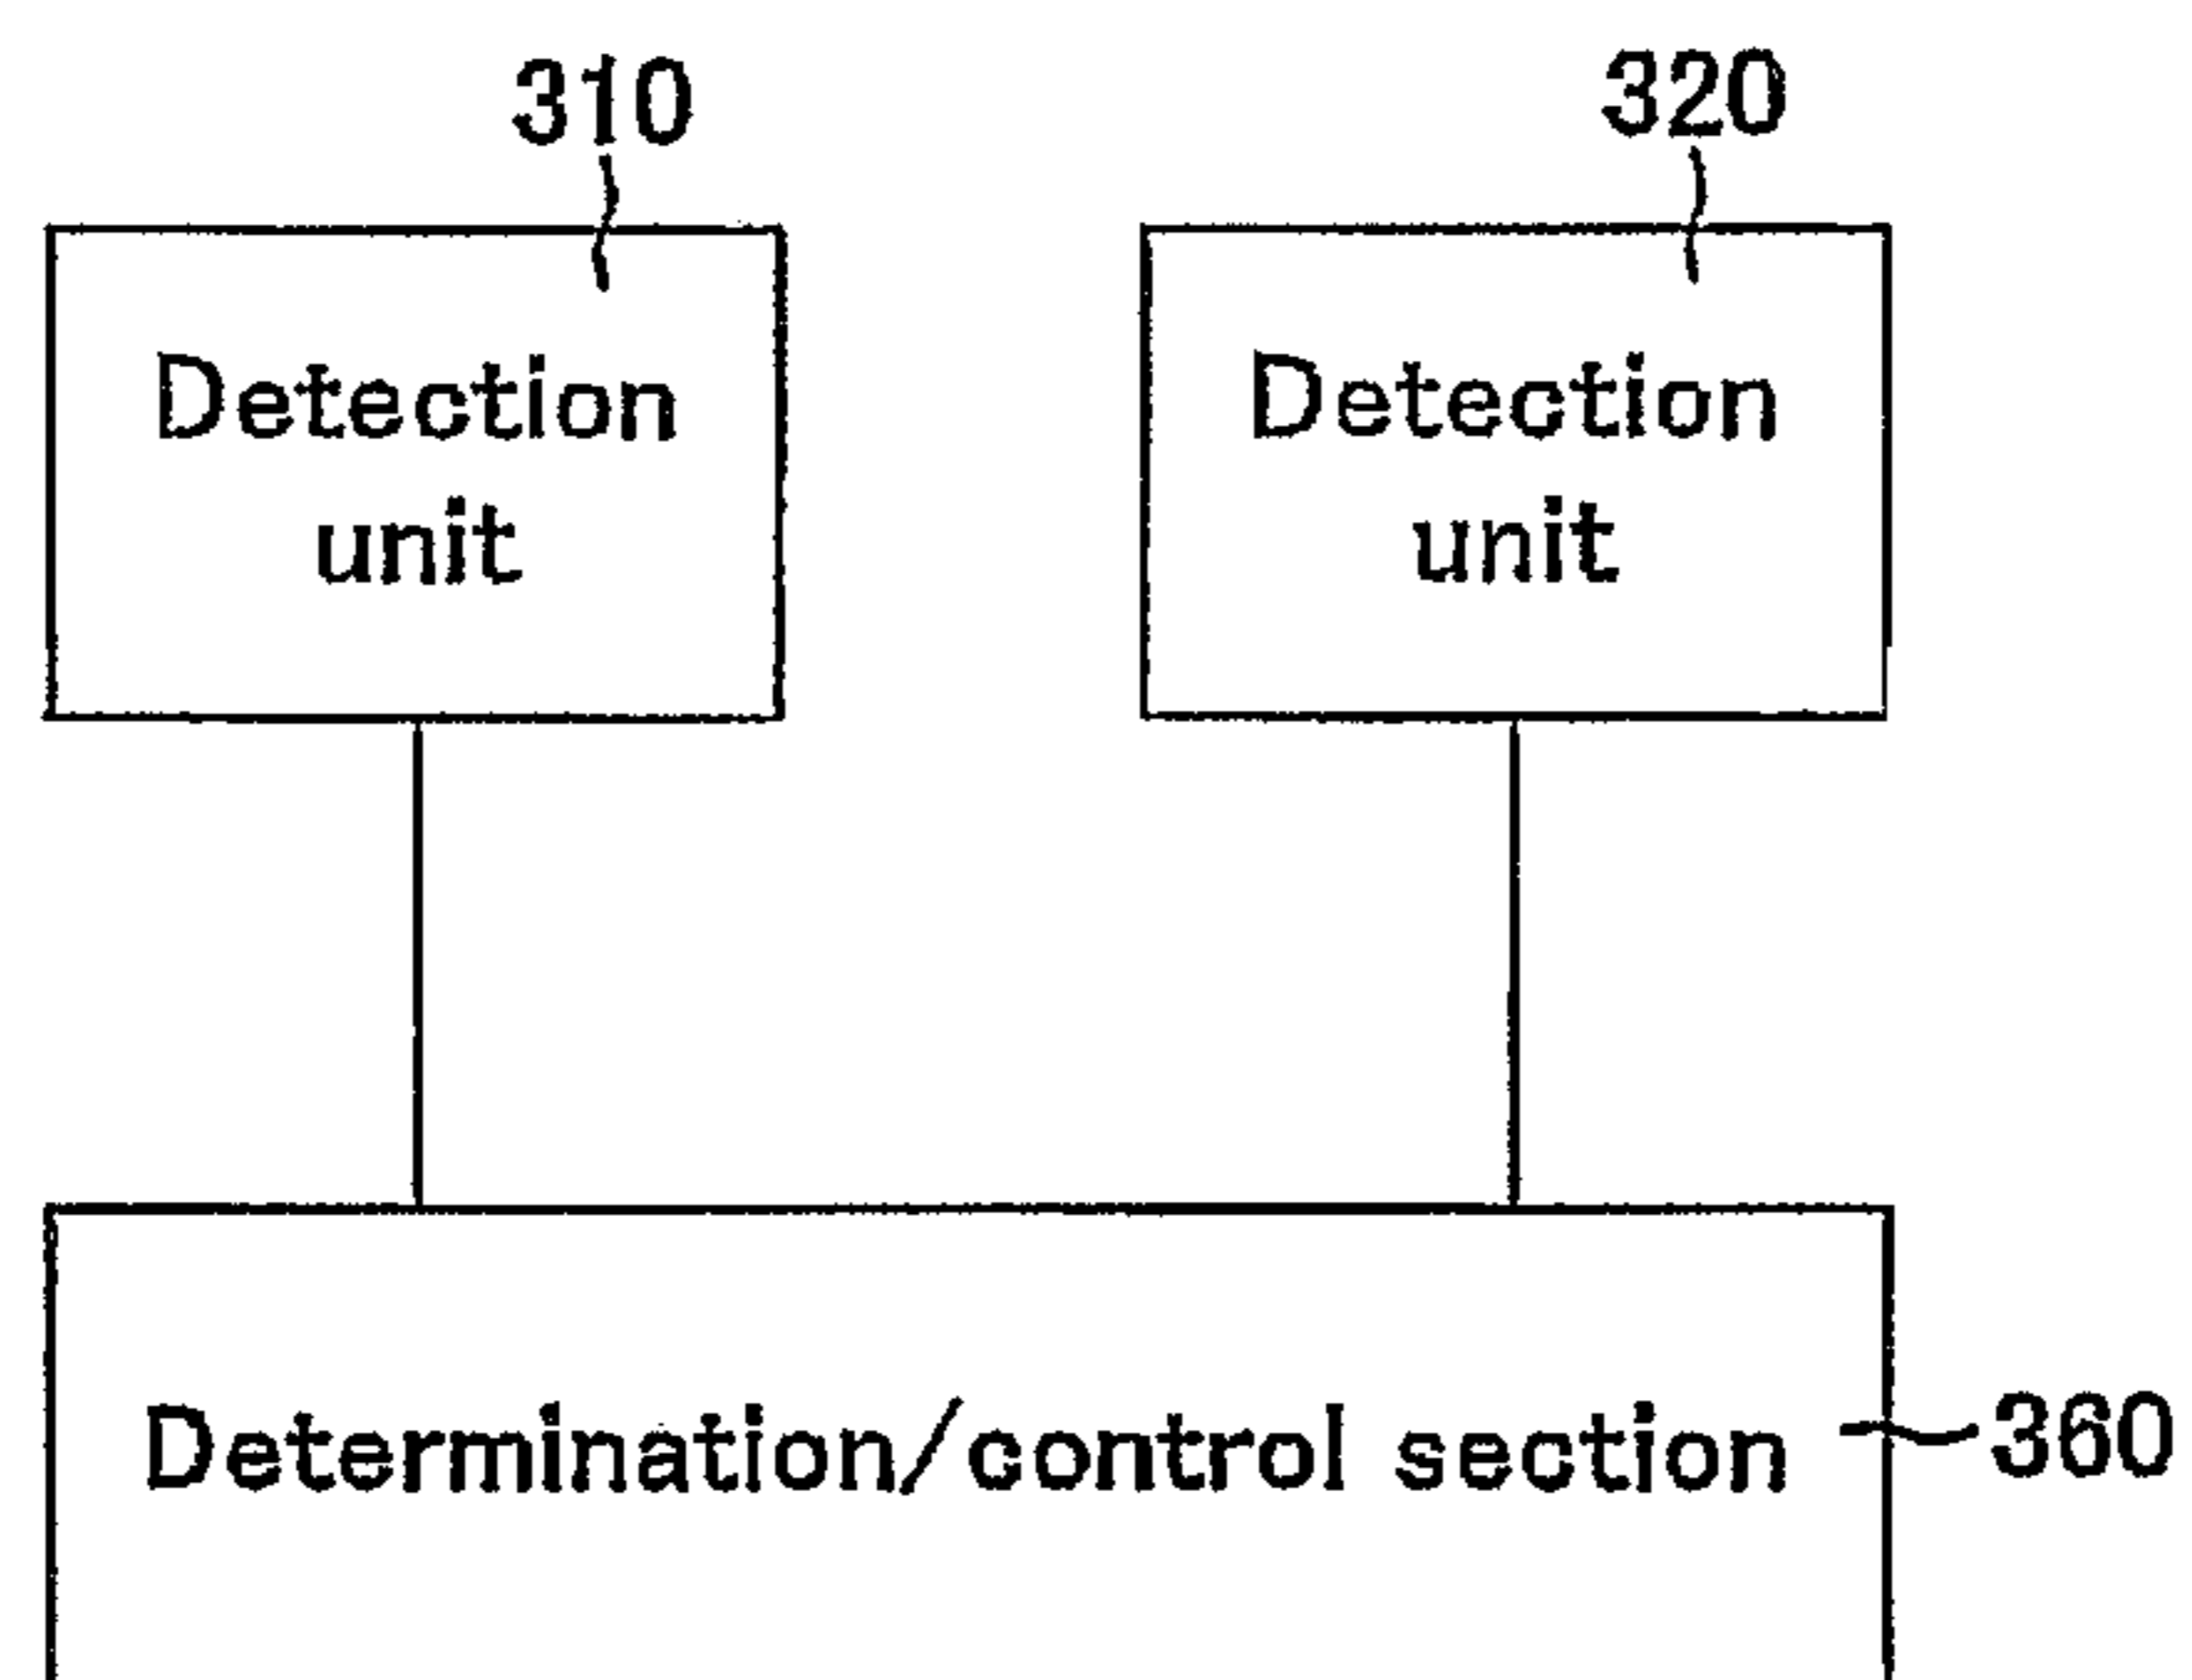 310
320
Detection
unit
Detection
unit
Determination/control section
360